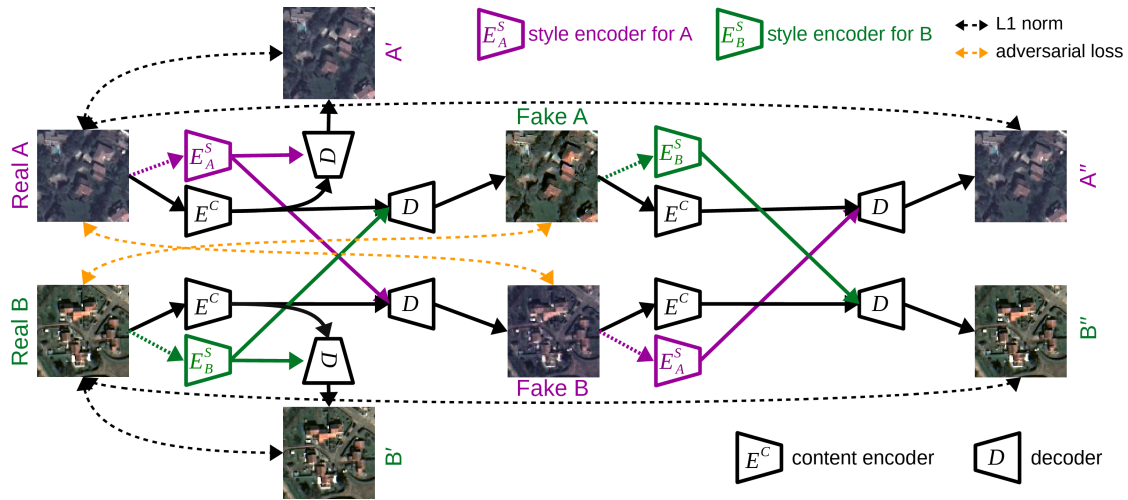 E_A^S style encoder for A
E_B^S style encoder for B
L1 norm
adversarial loss
A′
Fake A
Real A
E_A^S
D
E_B^S
E^C
D
E^C
D
A″
Real B
E^C
D
E^C
D
B″
E_B^S
D
E_A^S
Fake B
B′
E^C content encoder
D decoder